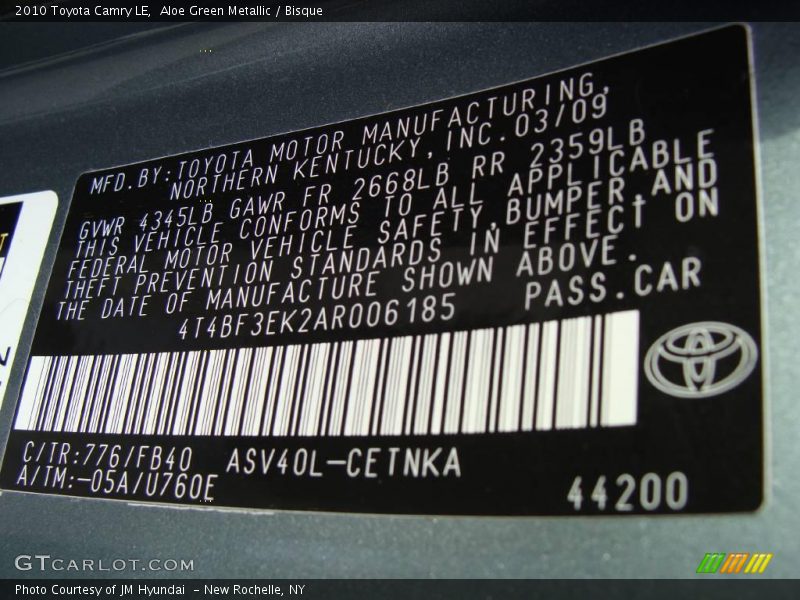 2010 Toyota Camry LE,  Aloe Green Metallic / Bisque
MFD.BY:TOYOTA MOTOR MANUFACTURING,
NORTHERN KENTUCKY,INC.03/09
GVWR 4345LB GAWR FR 2668LB RR 2359LB
THIS VEHICLE CONFORMS TO ALL APPLICABLE
FEDERAL MOTOR VEHICLE SAFETY,BUMPER,AND
THEFT PREVENTION STANDARDS IN EFFECT ON
THE DATE OF MANUFACTURE SHOWN ABOVE.
4T4BF3EK2AR006185 PASS.CAR
C/TR:776/FB40 ASV40L-CETNKA
A/TM:-05A/U760E 44200
GTCARLOT.COM
Photo Courtesy of JM Hyundai  - New Rochelle, NY